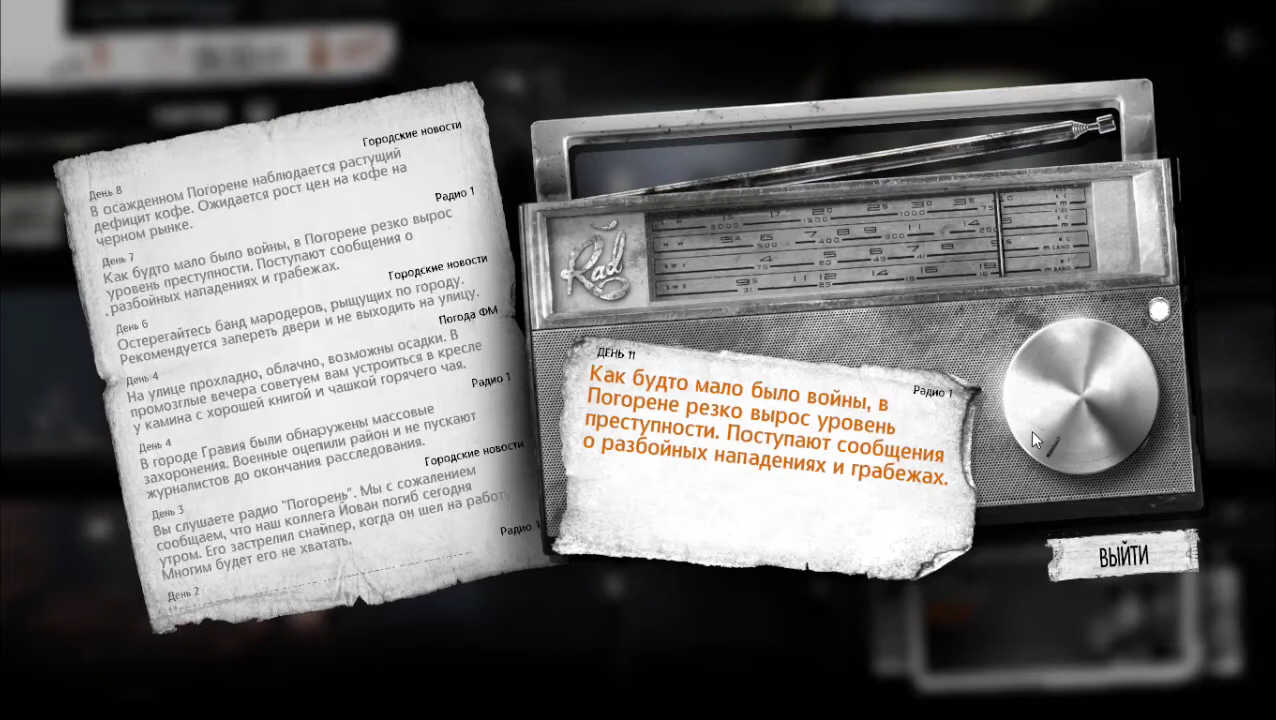 Городские новости
День 8
В осажденном Погорене наблюдается растущий
дефицит кофе. Ожидается рост цен на кофе на
черном рынке.
Радио 1
День 7
Как будто мало было войны, в Погорене резко вырос
уровень преступности. Поступают сообщения о
разбойных нападениях и грабежах.
Городские новости
День 6
Остерегайтесь банд мародеров, рыщущих по городу.
Рекомендуется запереть двери и не выходить на улицу.
Погода ФМ
День 4
На улице прохладно, облачно, возможны осадки. В
промозглые вечера советуем вам устроиться в кресле
у камина с хорошей книгой и чашкой горячего чая.
Радио 1
День 4
В городе Гравия были обнаружены массовые
захоронения. Военные оцепили район и не пускают
журналистов до окончания расследования.
Городские новости
День 3
Вы слушаете радио "Погорень". Мы с сожалением
сообщаем, что наш коллега Йован погиб сегодня
утром. Его застрелил снайпер, когда он шел на работу
Многим будет его не хватать.
Радио 1
День 2
Rad
ДЕНЬ 11
Радио 1
Как будто мало было войны, в
Погорене резко вырос уровень
преступности. Поступают сообщения
о разбойных нападениях и грабежах.
ВЫЙТИ